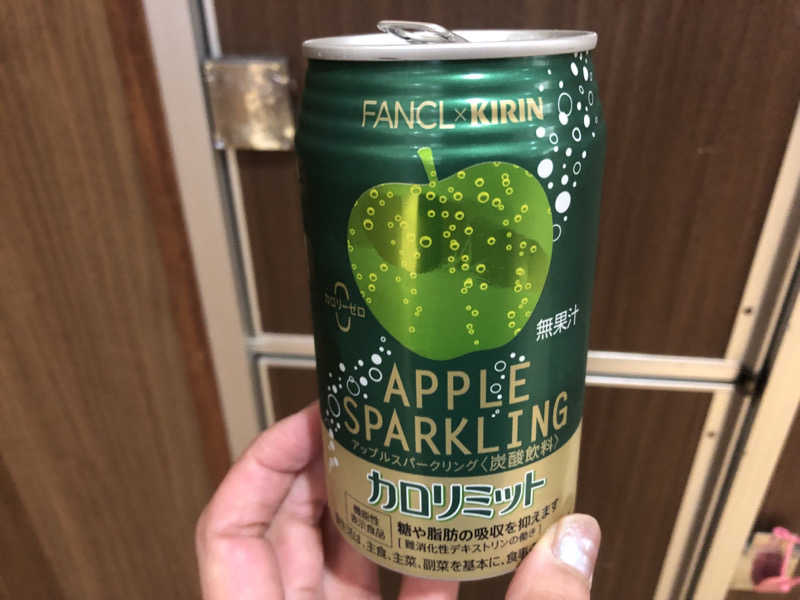 FANCL×KIRIN
カロリーゼロ
無果汁
APPLE
SPARKLING
アップルスパークリング〈炭酸飲料〉
カロリミット
機能性
表示食品
糖や脂肪の吸収を抑えます
[難消化性デキストリンの働き
主食、主菜、副菜を基本に、食事